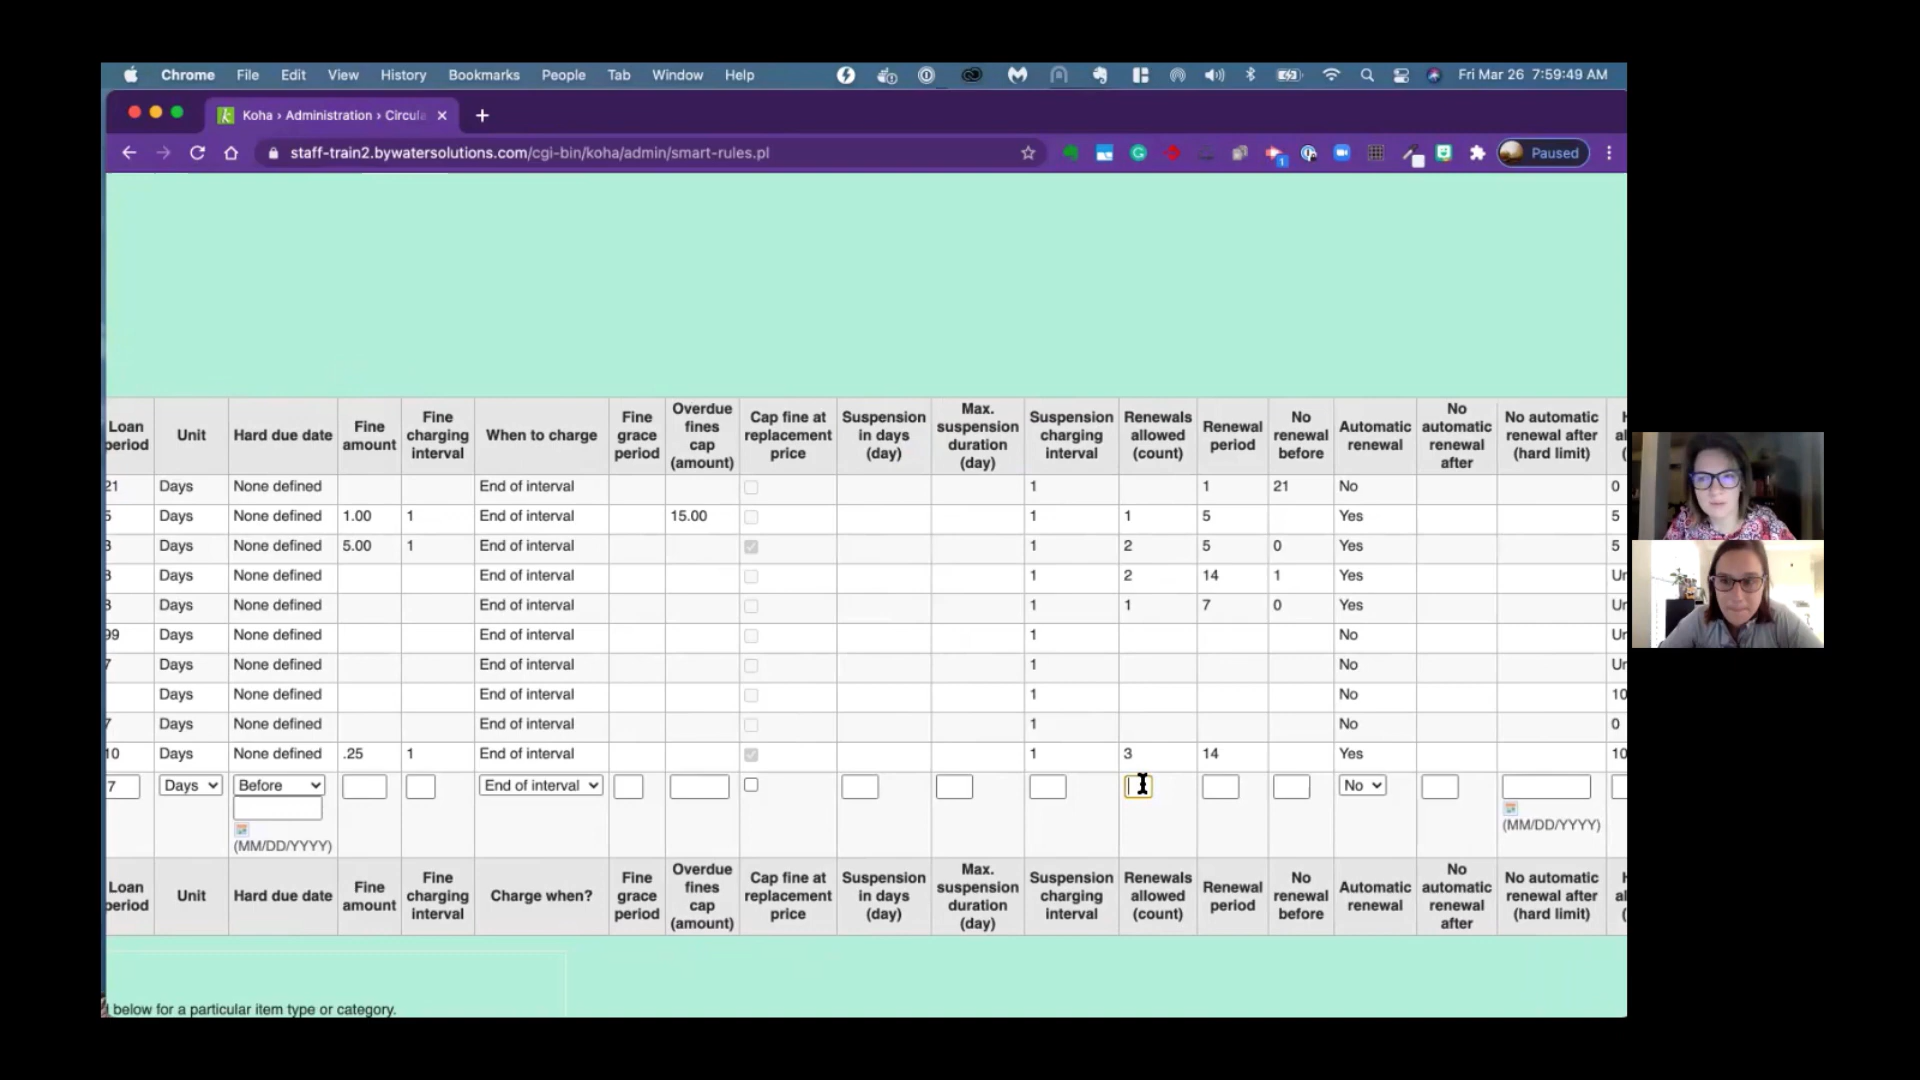 Chrome File Edit View History Bookmarks People Tab Window Help Fri Mar 26 7:59:49 AM
Koha › Administration › Circula
staff-train2.bywatersolutions.com/cgi-bin/koha/admin/smart-rules.pl 1 Paused
Loan period Unit Hard due date Fine amount Fine charging interval When to charge Fine grace period Overdue fines cap (amount) Cap fine at replacement price Suspension in days (day) Max. suspension duration (day) Suspension charging interval Renewals allowed (count) Renewal period No renewal before Automatic renewal No automatic renewal after No automatic renewal after (hard limit)
21 Days None defined End of interval 1 1 21 No 0
5 Days None defined 1.00 1 End of interval 15.00 1 1 5 Yes 5
3 Days None defined 5.00 1 End of interval 1 2 5 0 Yes 5
3 Days None defined End of interval 1 2 14 1 Yes Un
3 Days None defined End of interval 1 1 7 0 Yes Un
99 Days None defined End of interval 1 No Un
7 Days None defined End of interval 1 No Un
Days None defined End of interval 1 No 10
7 Days None defined End of interval 1 No 0
10 Days None defined .25 1 End of interval 1 3 14 Yes 10
7 Days Before End of interval No
(MM/DD/YYYY) (MM/DD/YYYY)
Loan period Unit Hard due date Fine amount Fine charging interval Charge when? Fine grace period Overdue fines cap (amount) Cap fine at replacement price Suspension in days (day) Max. suspension duration (day) Suspension charging interval Renewals allowed (count) Renewal period No renewal before Automatic renewal No automatic renewal after No automatic renewal after (hard limit)
below for a particular item type or category.